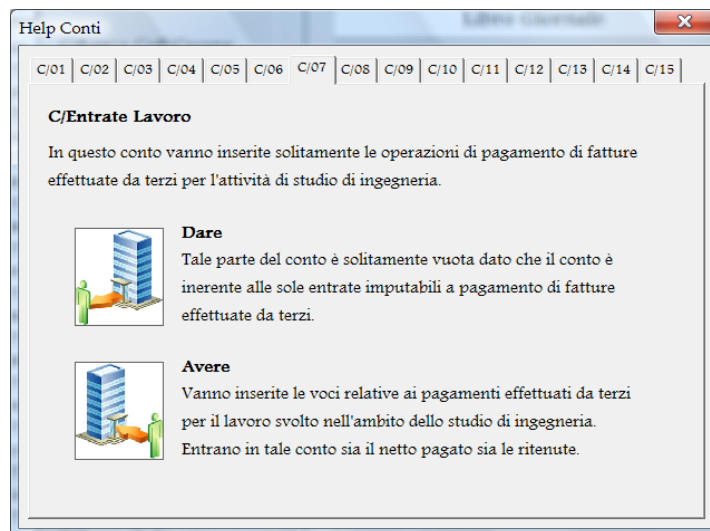 Libro Giornale
Help Conti
C/01 C/02 C/03 C/04 C/05 C/06 C/07 C/08 C/09 C/10 C/11 C/12 C/13 C/14 C/15
C/Entrate Lavoro
In questo conto vanno inserite solitamente le operazioni di pagamento di fatture
effettuate da terzi per l'attività di studio di ingegneria.
Dare
Tale parte del conto è solitamente vuota dato che il conto è
inerente alle sole entrate imputabili a pagamento di fatture
effettuate da terzi.
Avere
Vanno inserite le voci relative ai pagamenti effettuati da terzi
per il lavoro svolto nell'ambito dello studio di ingegneria.
Entrano in tale conto sia il netto pagato sia le ritenute.